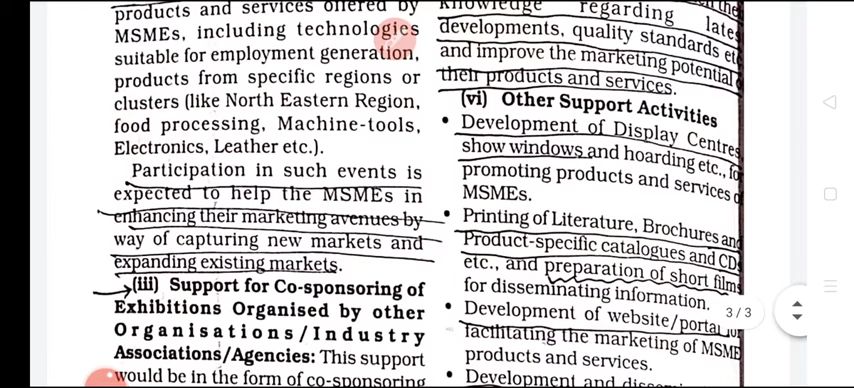 products and services offered by
MSMEs, including technologies
suitable for employment generation,
products from specific regions or
clusters (like North Eastern Region,
food processing, Machine-tools,
Electronics, Leather etc.).
Participation in such events is
expected to help the MSMEs in
enhancing their marketing avenues by
way of capturing new markets and
expanding existing markets.
(iii) Support for Co-sponsoring of
Exhibitions Organised by other
Organisations/Industry
Associations/Agencies: This support
would be in the form of co-sponsoring
knowledge regarding
developments, quality standards
and improve the marketing potential
their products and services.
(vi) Other Support Activities
• Development of Display Centres,
show windows and hoarding etc., for
promoting products and services of
MSMEs.
• Printing of Literature, Brochures and
Product-specific catalogues and CDs
etc., and preparation of short films
for disseminating information.
• Development of website/portal for
facilitating the marketing of MSME
products and services.
• Development and
3/3